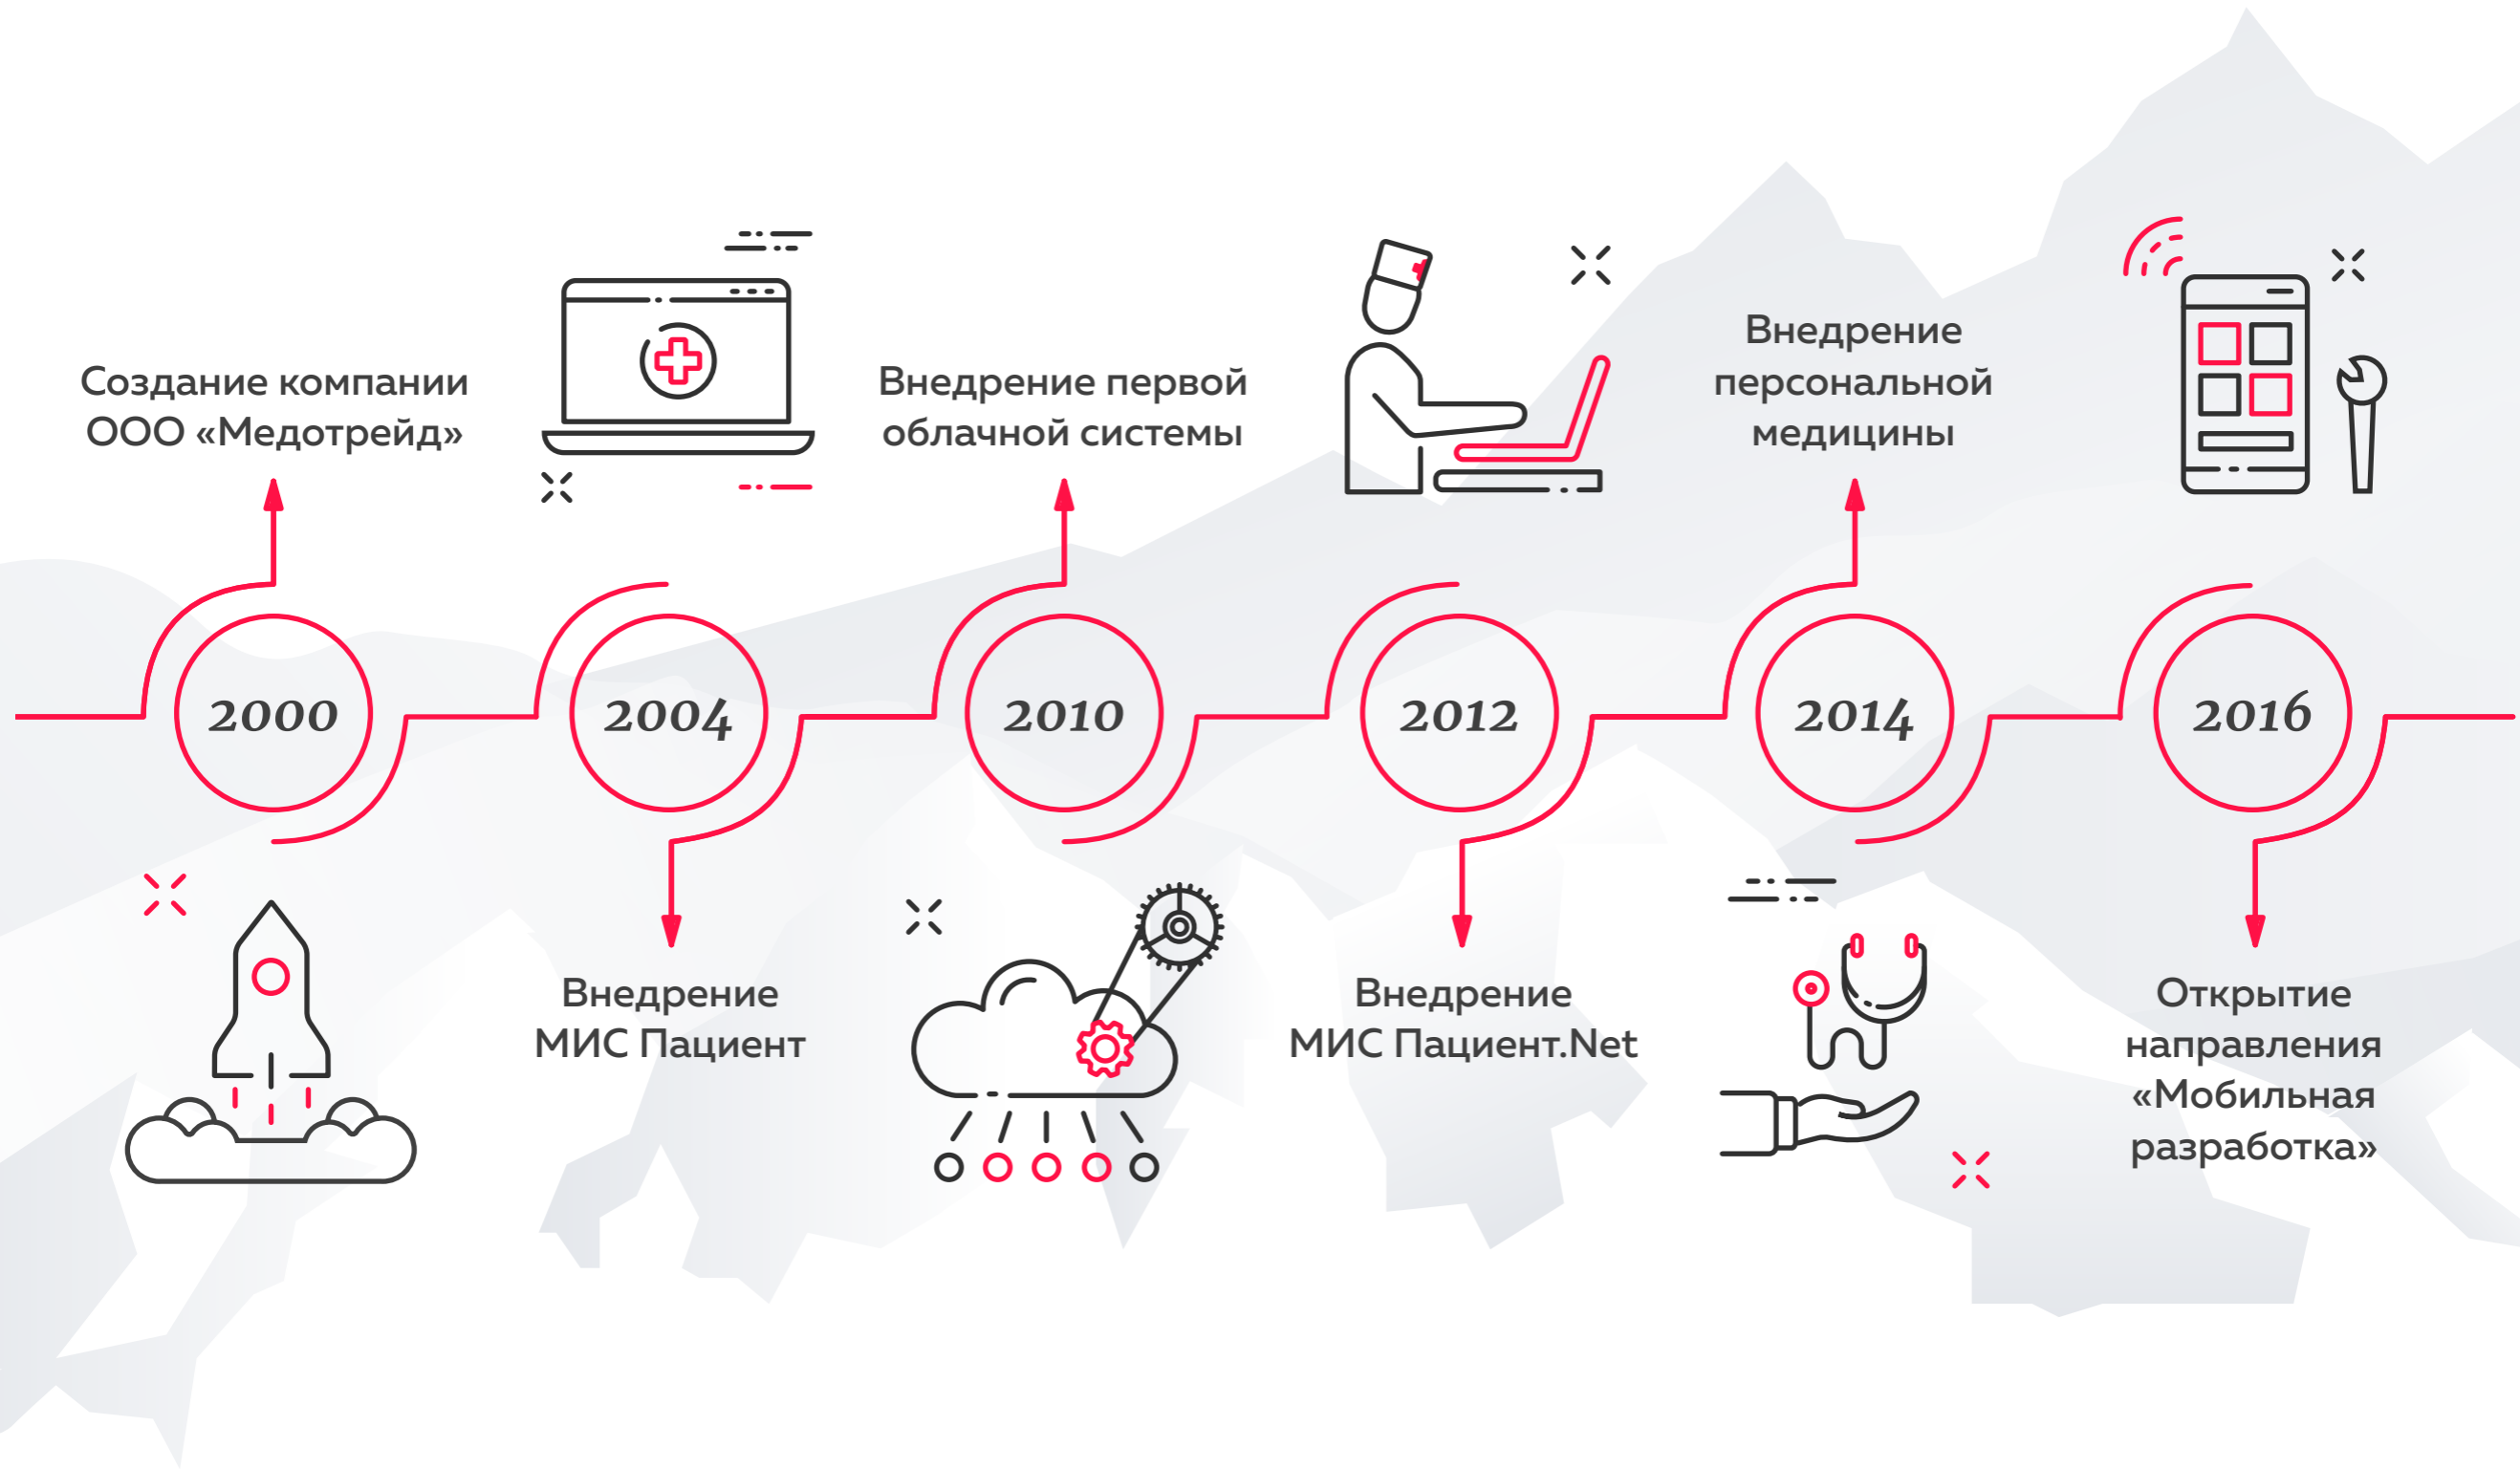 Создание компании
ООО «Медотрейд»
2000
2004
Внедрение
МИС Пациент
Внедрение первой
облачной системы
2010
2012
Внедрение
МИС Пациент.Net
Внедрение
персональной
медицины
2014
2016
Открытие
направления
«Мобильная
разработка»